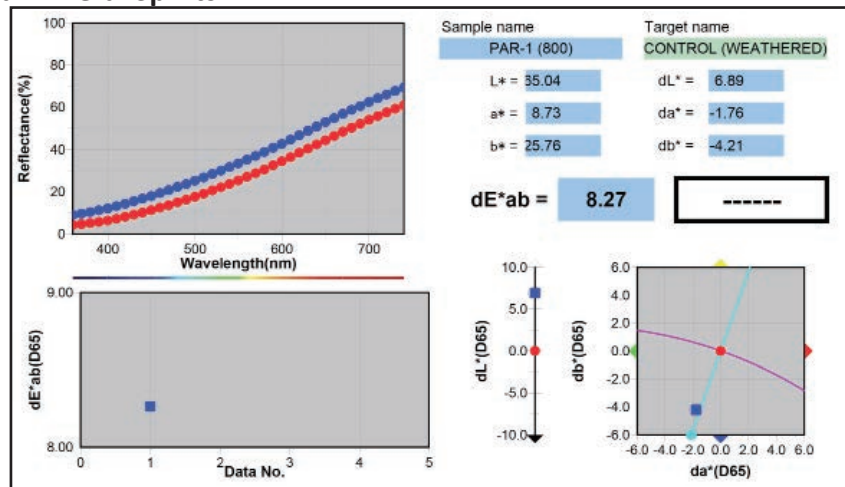 Sample name
Target name
PAR-1 (800)
CONTROL (WEATHERED)
L* = 35.04
dL* = 6.89
a* = 8.73
da* = -1.76
b* = 25.76
db* = -4.21
dE*ab = 8.27
------
Reflectance(%)
100
80
60
40
20
0
400 500 600 700
Wavelength(nm)
dE*ab(D65)
9.00
8.00
0 1 2 3 4 5
Data No.
dL*(D65)
10.0
5.0
0.0
-5.0
-10.0
db*(D65)
6.0
4.0
2.0
0.0
-2.0
-4.0
-6.0
-6.0 -4.0 -2.0 0.0 2.0 4.0 6.0
da*(D65)